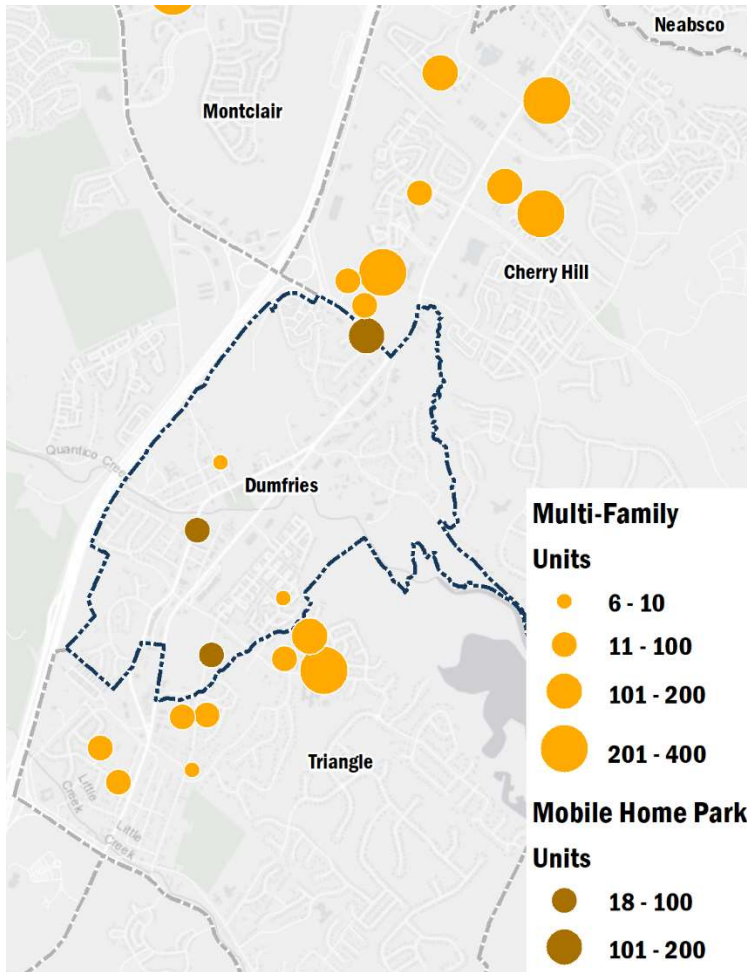 Neabsco
Montclair
Cherry Hill
Quantico Creek
Dumfries
Triangle
Little
Creek
Little
Creek
Multi-Family
Units
6 - 10
11 - 100
101 - 200
201 - 400
Mobile Home Park
Units
18 - 100
101 - 200